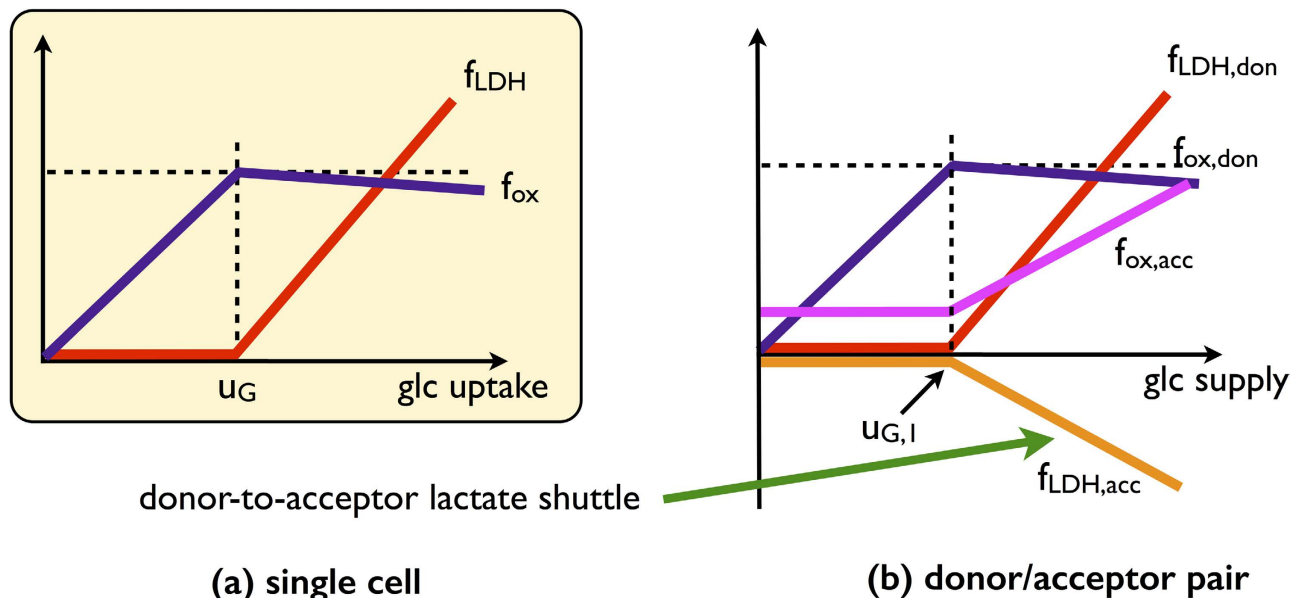 f_LDH
f_ox
u_G
glc uptake
(a) single cell
f_LDH,don
f_ox,don
f_ox,acc
glc supply
u_G,I
f_LDH,acc
donor-to-acceptor lactate shuttle
(b) donor/acceptor pair